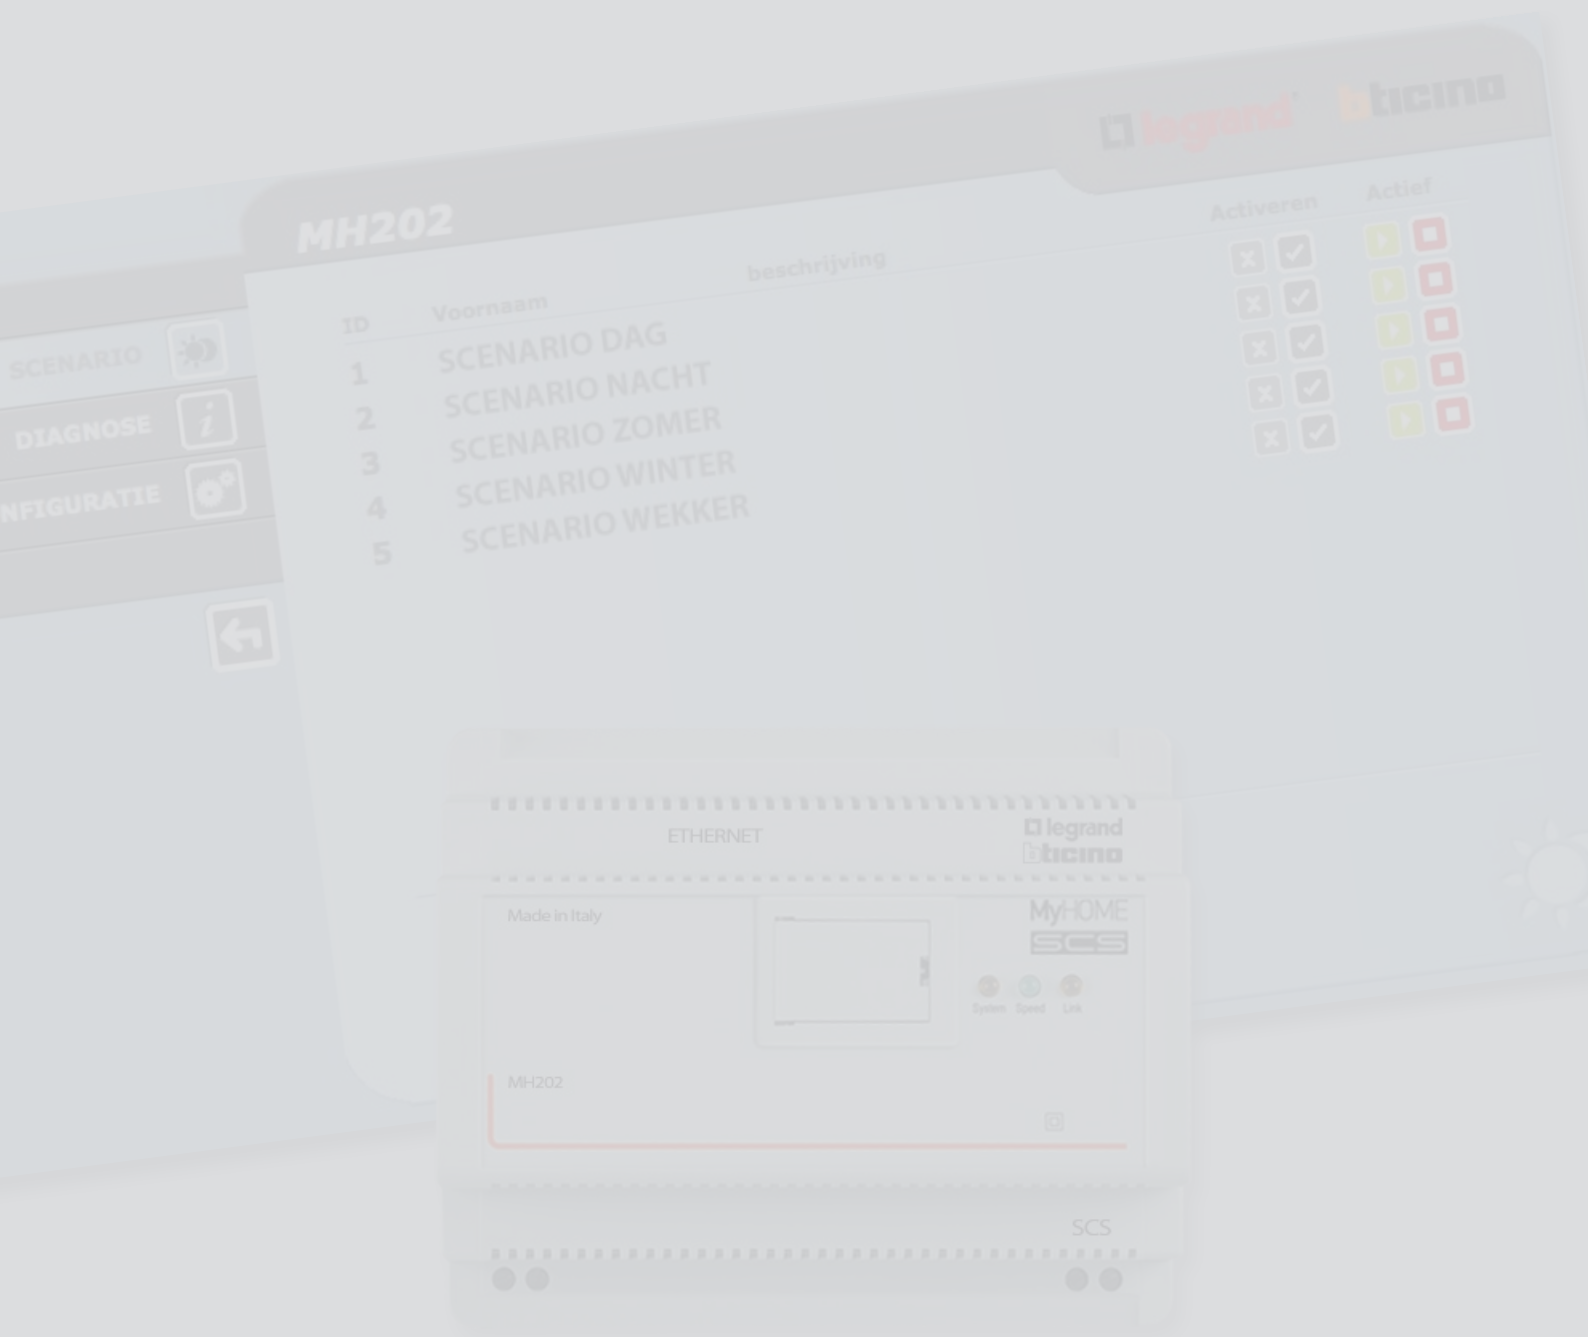 legrand bticino
MH202
Activeren Actief
ID Voornaam beschrijving
1 SCENARIO DAG
2 SCENARIO NACHT
3 SCENARIO ZOMER
4 SCENARIO WINTER
5 SCENARIO WEKKER
SCENARIO
DIAGNOSE
NFIGURATIE
ETHERNET
legrand
bticino
Made in Italy
MyHOME
SCS
System Speed Link
MH202
SCS